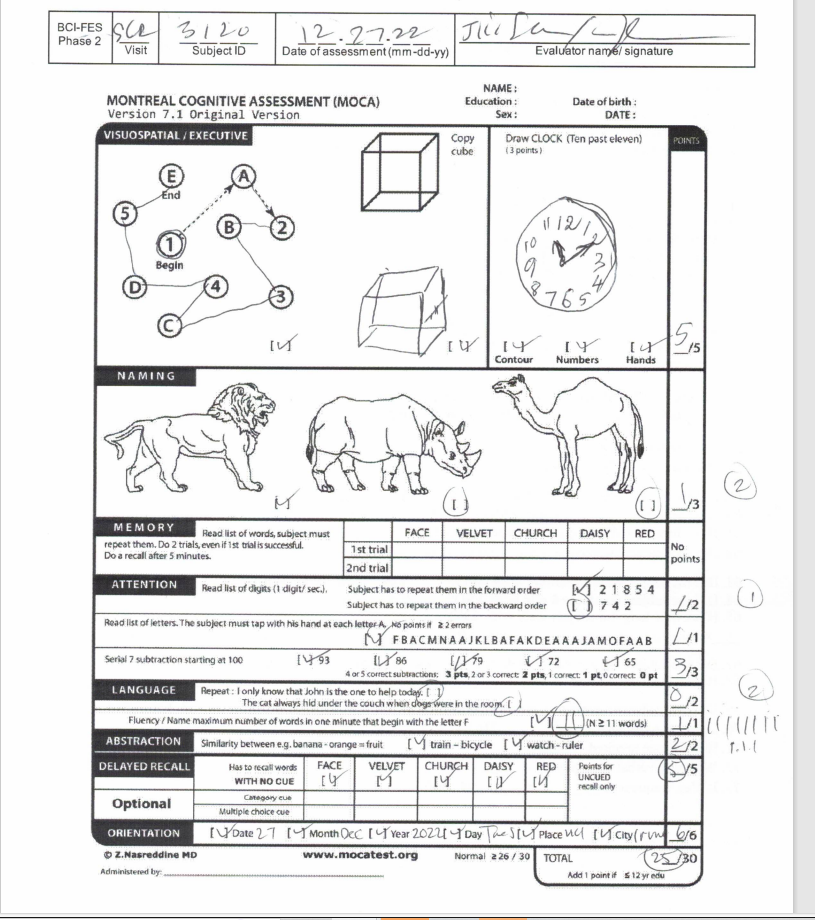 BCI-FES
Phase 2
SCR 3120 12.27.22
Visit Subject ID Date of assessment (mm-dd-yy) Evaluator name/ signature
NAME :
MONTREAL COGNITIVE ASSESSMENT (MOCA) Education : Date of birth :
Version 7.1 Original Version Sex : DATE :
VISUOSPATIAL / EXECUTIVE Copy cube Draw CLOCK (Ten past eleven) POINTS
(3 points)
E A
End
5 B 2
1
Begin
D 4 3
C
11 12 1
10 2
9 3
8 4
7 6 5
[✓] [✓] [✓] [✓] [✓] 5/5
Contour Numbers Hands
NAMING
[✓] [ ] [ ] 1/3 2
MEMORY Read list of words, subject must FACE VELVET CHURCH DAISY RED
repeat them. Do 2 trials, even if 1st trial is successful. 1st trial No
Do a recall after 5 minutes. 2nd trial points
ATTENTION Read list of digits (1 digit/ sec.). Subject has to repeat them in the forward order [✓] 2 1 8 5 4
Subject has to repeat them in the backward order [ ] 7 4 2 1/2 1
Read list of letters. The subject must tap with his hand at each letter A. No points if ≥ 2 errors
[✓] F B A C M N A A J K L B A F A K D E A A A J A M O F A A B 1/1
Serial 7 subtraction starting at 100 [✓] 93 [✓] 86 [✓] 79 [✓] 72 [✓] 65
4 or 5 correct subtractions: 3 pts, 2 or 3 correct: 2 pts, 1 correct: 1 pt, 0 correct: 0 pt 3/3
LANGUAGE Repeat : I only know that John is the one to help today. [ ]
The cat always hid under the couch when dogs were in the room. [ ] 0/2 2
Fluency / Name maximum number of words in one minute that begin with the letter F [✓] 11 (N ≥ 11 words) 1/1
ABSTRACTION Similarity between e.g. banana - orange = fruit [✓] train – bicycle [✓] watch - ruler 2/2
DELAYED RECALL Has to recall words FACE VELVET CHURCH DAISY RED Points for 5/5
WITH NO CUE [✓] [✓] [✓] [✓] [✓] UNCUED
recall only
Optional Category cue
Multiple choice cue
ORIENTATION [✓] Date 27 [✓] Month Dec [✓] Year 2022 [✓] Day Tues [✓] Place UCI [✓] City 6/6
© Z.Nasreddine MD www.mocatest.org Normal ≥ 26 / 30 TOTAL 25/30
Administered by: Add 1 point if ≤ 12 yr edu